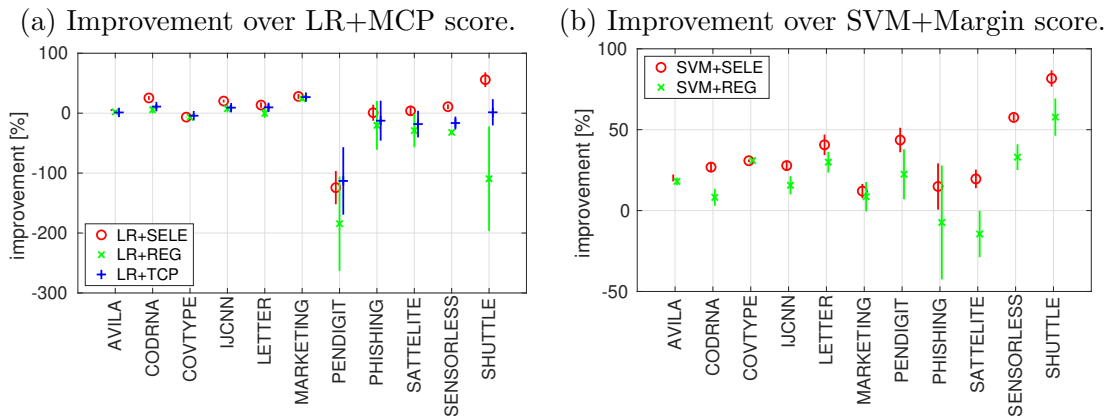 (a) Improvement over LR+MCP score.
improvement [%]
100
50
0
-100
-200
-300
LR+SELE
LR+REG
LR+TCP
AVILA
CODRNA
COVTYPE
IJCNN
LETTER
MARKETING
PENDIGIT
PHISHING
SATTELITE
SENSORLESS
SHUTTLE
(b) Improvement over SVM+Margin score.
improvement [%]
100
50
0
-50
SVM+SELE
SVM+REG
AVILA
CODRNA
COVTYPE
IJCNN
LETTER
MARKETING
PENDIGIT
PHISHING
SATTELITE
SENSORLESS
SHUTTLE